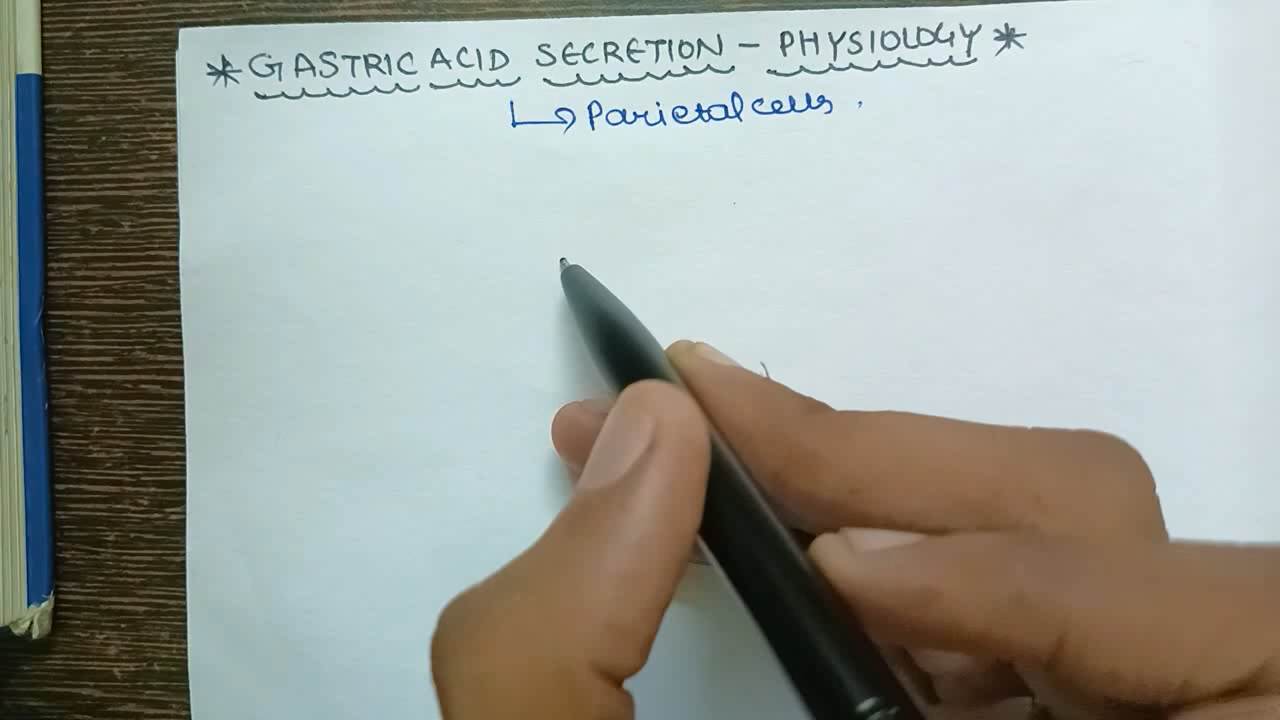 * GASTRIC ACID SECRETION - PHYSIOLOGY *
↳ Parietal cells .